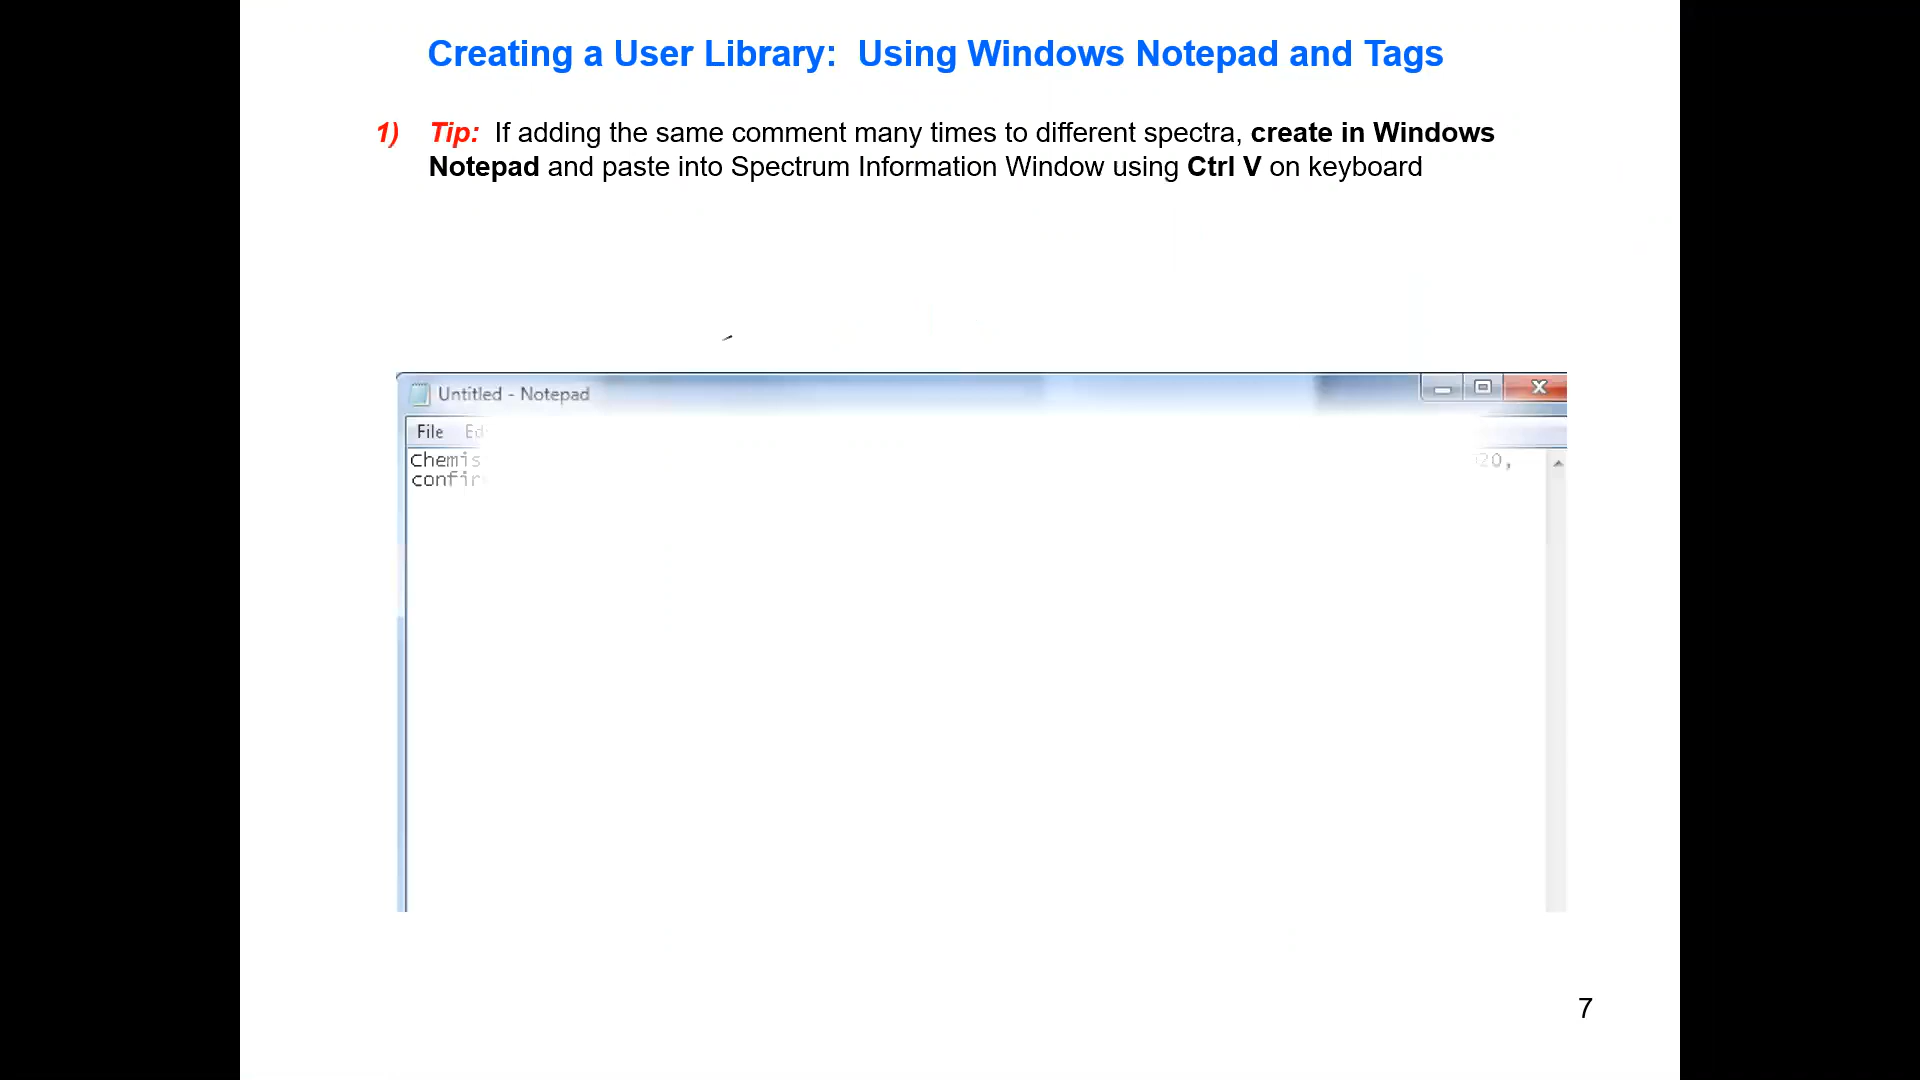 Creating a User Library: Using Windows Notepad and Tags
1) Tip: If adding the same comment many times to different spectra, create in Windows
Notepad and paste into Spectrum Information Window using Ctrl V on keyboard
Untitled - Notepad
File
7